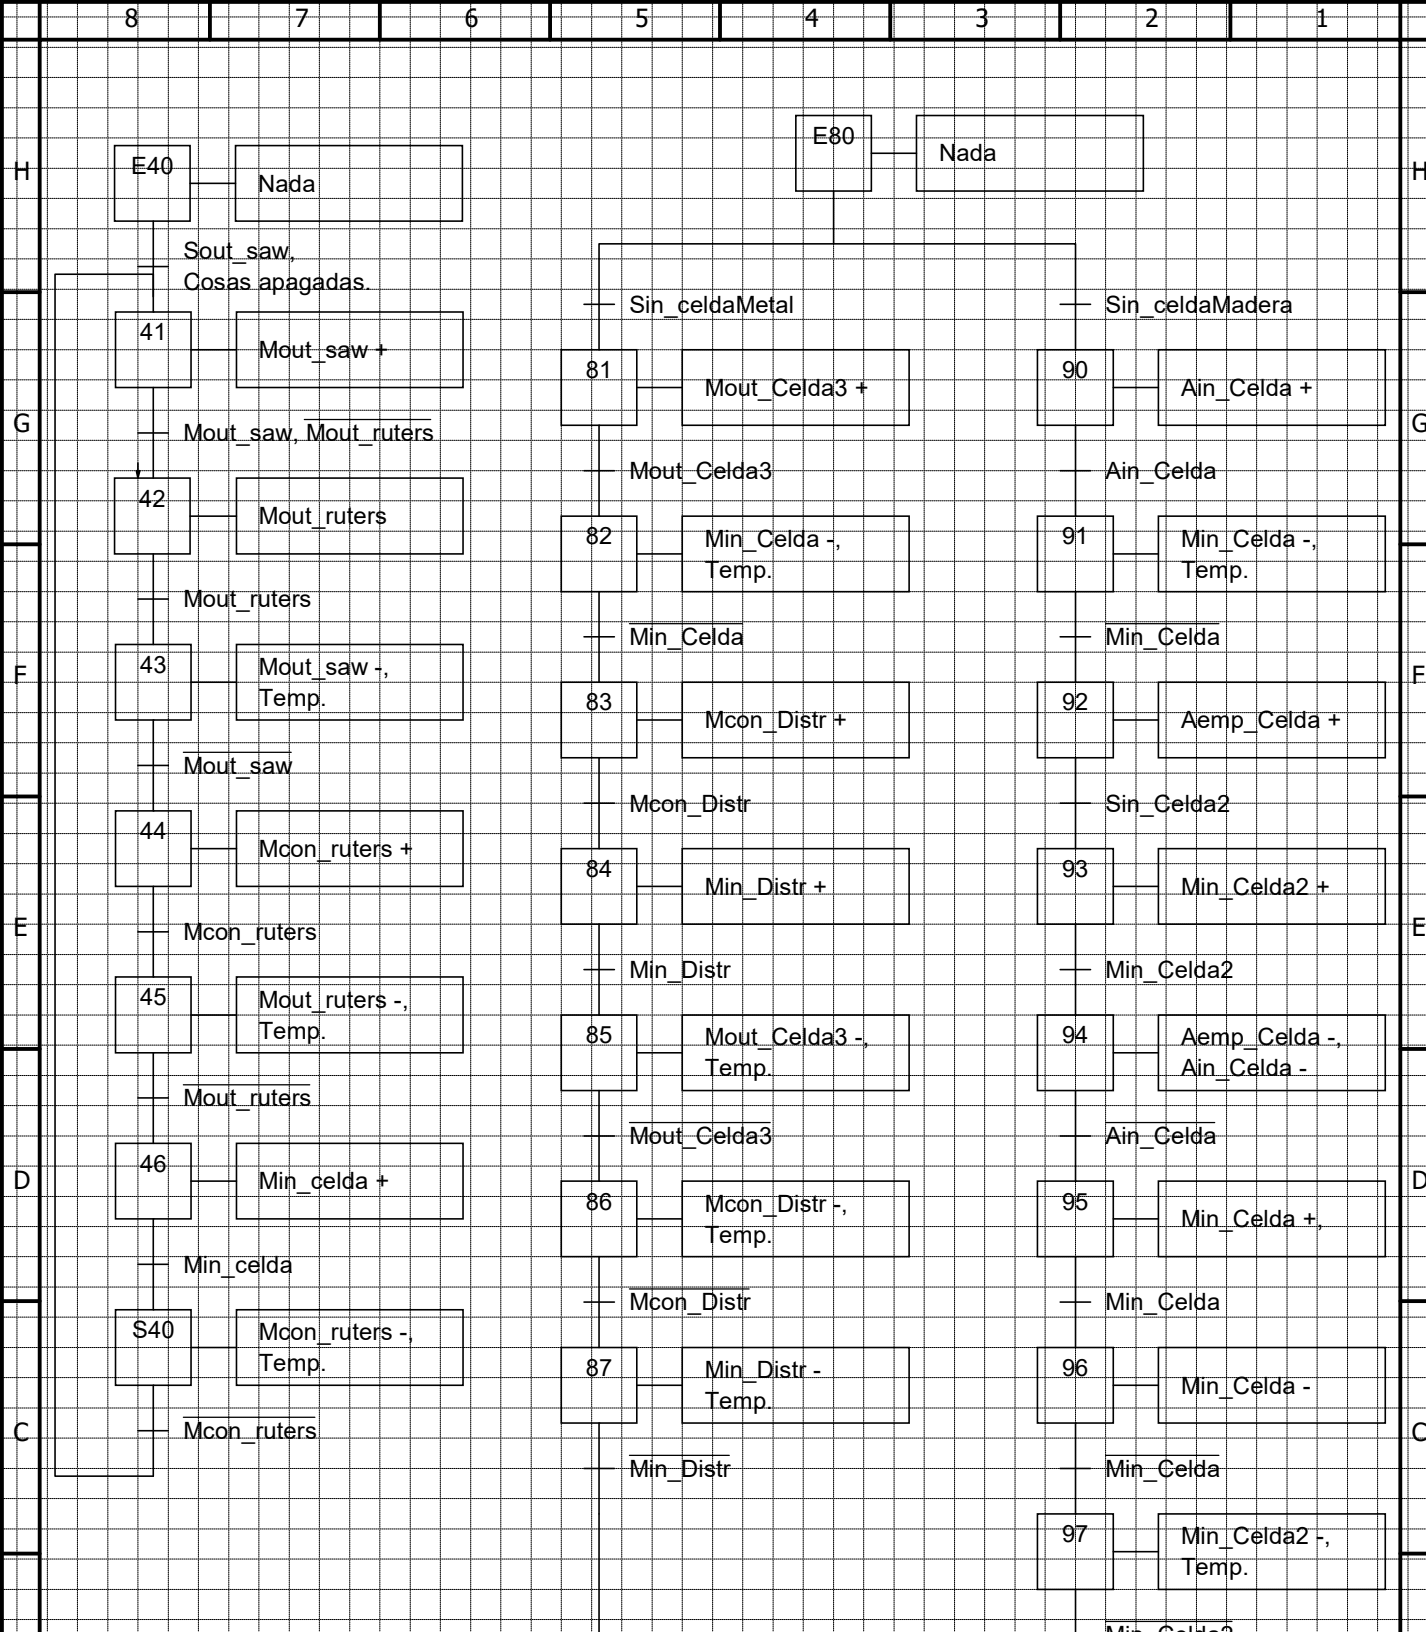 8 7 6 5 4 3 2 1
H
E40
Nada
Sout_saw,
Cosas apagadas.
41
Mout_saw +
G
Mout_saw, Mout_ruters
42
Mout_ruters
Mout_ruters
F
43
Mout_saw -,
Temp.
Mout_saw
44
Mcon_ruters +
E
Mcon_ruters
45
Mout_ruters -,
Temp.
Mout_ruters
D
46
Min_celda +
Min_celda
S40
Mcon_ruters -,
Temp.
C
Mcon_ruters
E80
Nada
Sin_celdaMetal
81
Mout_Celda3 +
Mout_Celda3
82
Min_Celda -,
Temp.
Min_Celda
83
Mcon_Distr +
Mcon_Distr
84
Min_Distr +
Min_Distr
85
Mout_Celda3 -,
Temp.
Mout_Celda3
86
Mcon_Distr -,
Temp.
Mcon_Distr
87
Min_Distr -
Temp.
Min_Distr
Sin_celdaMadera
90
Ain_Celda +
Ain_Celda
91
Min_Celda -,
Temp.
Min_Celda
92
Aemp_Celda +
Sin_Celda2
93
Min_Celda2 +
Min_Celda2
94
Aemp_Celda -,
Ain_Celda -
Ain_Celda
95
Min_Celda +,
Min_Celda
96
Min_Celda -
Min_Celda
97
Min_Celda2 -,
Temp.
Min_Celda2
H
G
F
E
D
C